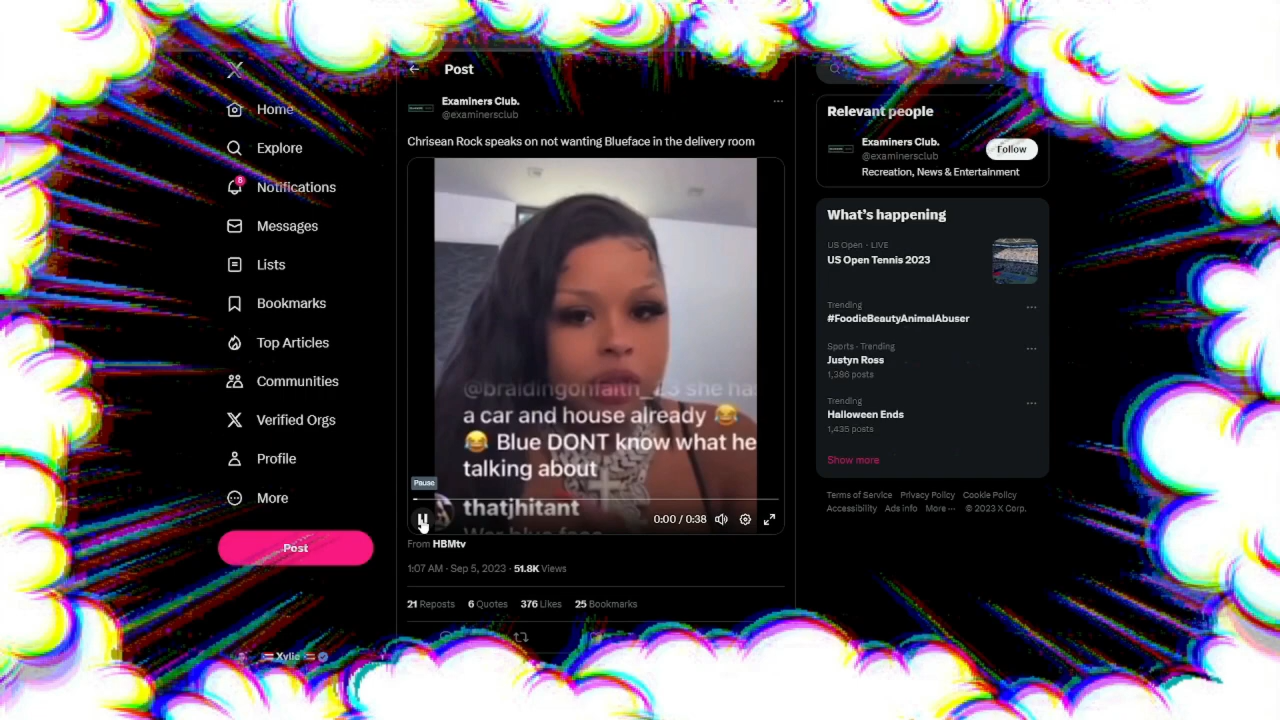 Home
Explore
8
Notifications
Messages
Lists
Bookmarks
Top Articles
Communities
Verified Orgs
Profile
More
Post
Xylie
Post
Examiners Club.
@examinersclub
Chrisean Rock speaks on not wanting Blueface in the delivery room
@braidingonfaith_23 she has
a car and house already 😂
😂 Blue DONT know what he
talking about
thatjhitant
Pause
0:00 / 0:38
From HBMtv
1:07 AM · Sep 5, 2023 · 51.8K Views
21 Reposts 6 Quotes 376 Likes 25 Bookmarks
Relevant people
Examiners Club.
@examinersclub
Follow
Recreation, News & Entertainment
What's happening
US Open · LIVE
US Open Tennis 2023
Trending
#FoodieBeautyAnimalAbuser
Sports · Trending
Justyn Ross
1,386 posts
Trending
Halloween Ends
1,435 posts
Show more
Terms of Service Privacy Policy Cookie Policy
Accessibility Ads info More ··· © 2023 X Corp.